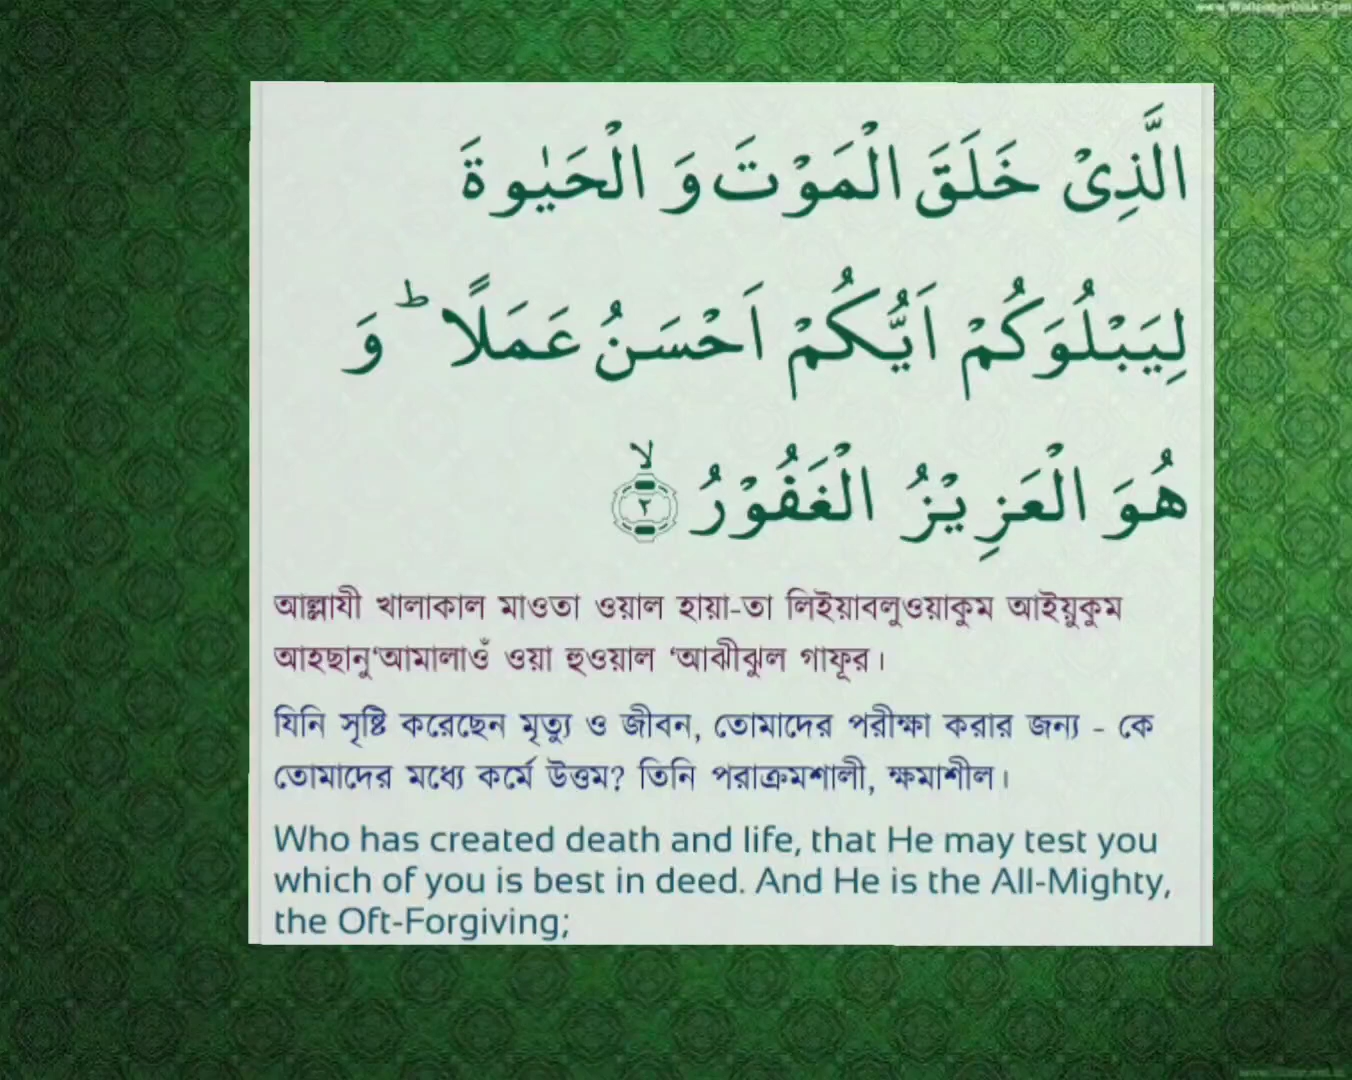 الَّذِىْ خَلَقَ الْمَوْتَ وَ الْحَيٰوةَ
لِيَبْلُوَكُمْ اَيُّكُمْ اَحْسَنُ عَمَلًا ؕ وَ
هُوَ الْعَزِيْزُ الْغَفُوْرُ ۙ ٢
আল্লাযী খালাকাল মাওতা ওয়াল হায়া-তা লিইয়াবলুওয়াকুম আইয়ুকুম
আহছানু‘আমালাওঁ ওয়া হুওয়াল ‘আঝীঝুল গাফূর।
যিনি সৃষ্টি করেছেন মৃত্যু ও জীবন, তোমাদের পরীক্ষা করার জন্য - কে
তোমাদের মধ্যে কর্মে উত্তম? তিনি পরাক্রমশালী, ক্ষমাশীল।
Who has created death and life, that He may test you
which of you is best in deed. And He is the All-Mighty,
the Oft-Forgiving;